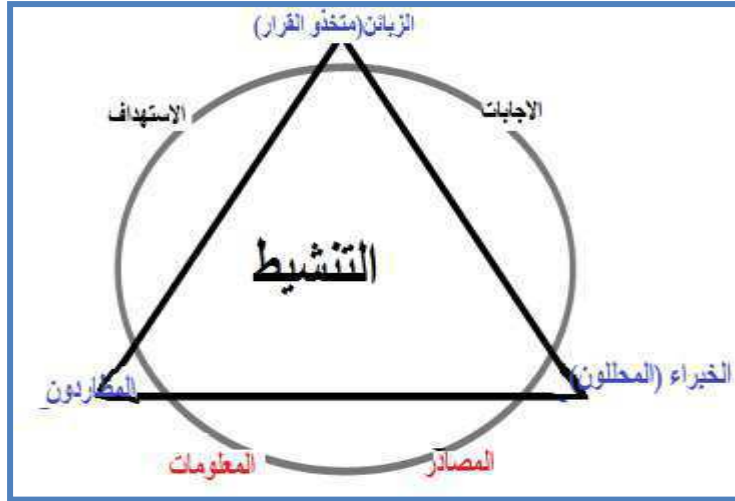 الزبائن(متخذو القرار)
الاجابات
الاستهداف
التنشيط
الخبراء (المحللون)
المطاردون
المصادر
المعلومات